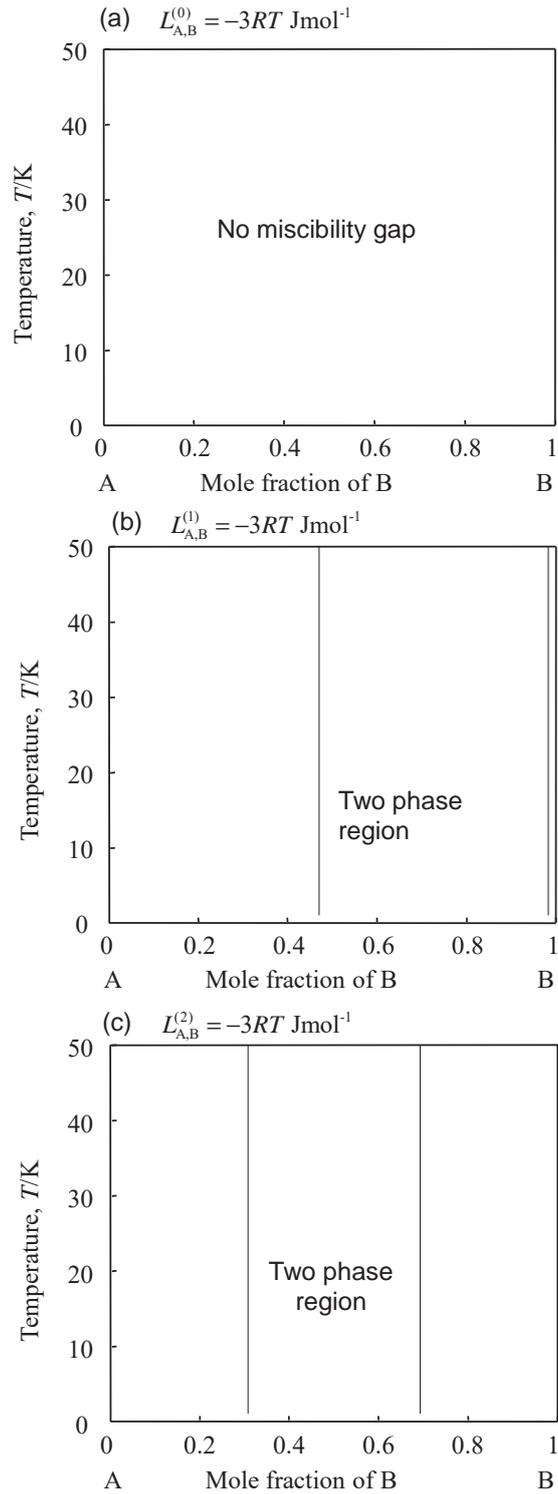 (a) L_{A,B}^{(0)} = −3RT Jmol^{-1}
50
40
30
20
10
0
Temperature, T/K
No miscibility gap
0 0.2 0.4 0.6 0.8 1
A Mole fraction of B B
(b) L_{A,B}^{(1)} = −3RT Jmol^{-1}
50
40
30
20
10
0
Temperature, T/K
Two phase
region
0 0.2 0.4 0.6 0.8 1
A Mole fraction of B B
(c) L_{A,B}^{(2)} = −3RT Jmol^{-1}
50
40
30
20
10
0
Temperature, T/K
Two phase
region
0 0.2 0.4 0.6 0.8 1
A Mole fraction of B B